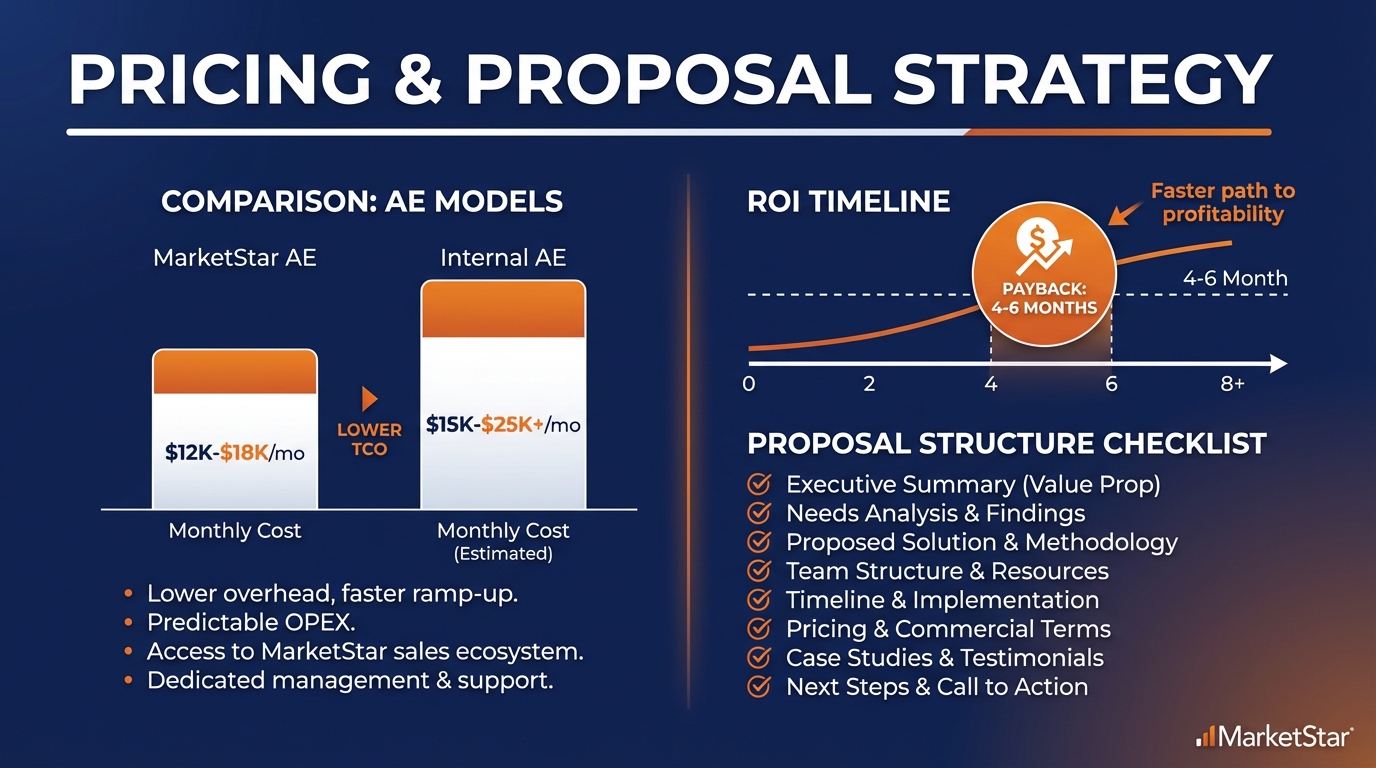 PRICING & PROPOSAL STRATEGY
COMPARISON: AE MODELS
MarketStar AE
Internal AE
$12K-$18K/mo
LOWER
TCO
$15K-$25K+/mo
Monthly Cost
Monthly Cost
(Estimated)
• Lower overhead, faster ramp-up.
• Predictable OPEX.
• Access to MarketStar sales ecosystem.
• Dedicated management & support.
ROI TIMELINE
Faster path to
profitability
$
PAYBACK:
4-6 MONTHS
4-6 Month
0 2 4 6 8+
PROPOSAL STRUCTURE CHECKLIST
Executive Summary (Value Prop)
Needs Analysis & Findings
Proposed Solution & Methodology
Team Structure & Resources
Timeline & Implementation
Pricing & Commercial Terms
Case Studies & Testimonials
Next Steps & Call to Action
MarketStar